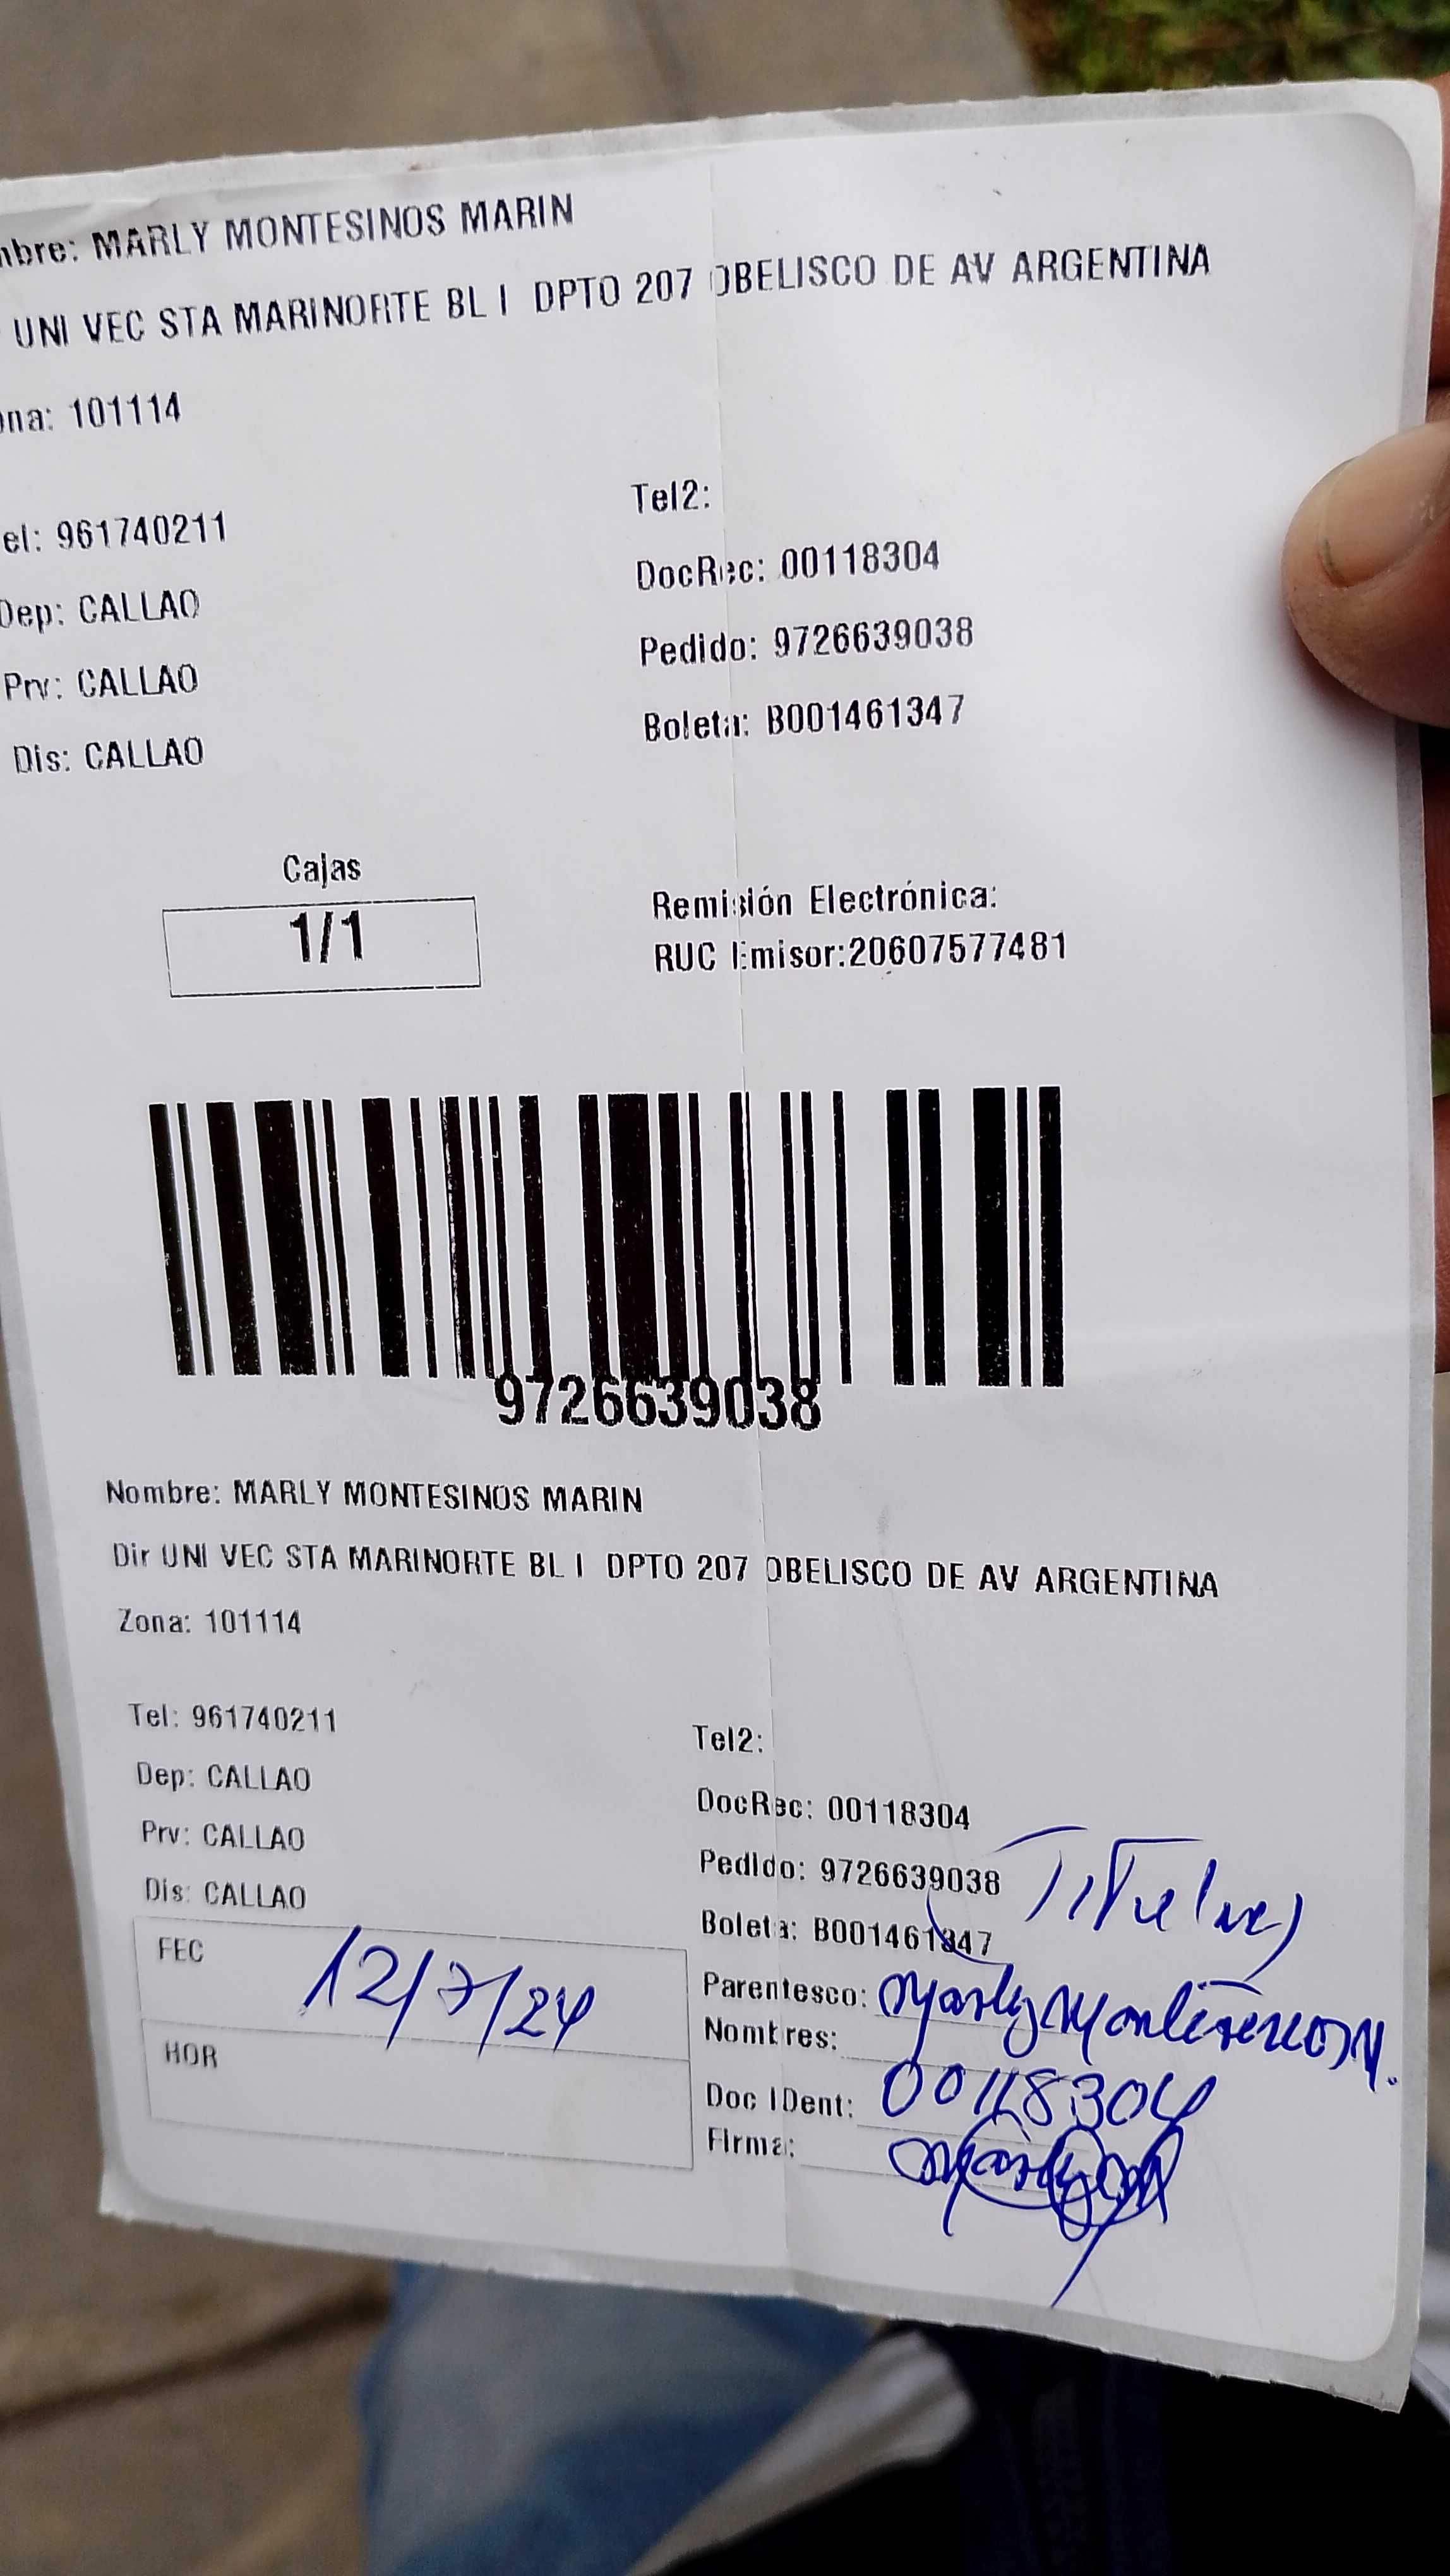 nbre: MARLY MONTESINOS MARIN
UNI VEC STA MARINORTE BL I DPTO 207 OBELISCO DE AV ARGENTINA
ona: 101114
el: 961740211
Tel2:
Dep: CALLAO
DocRec: 00118304
Prv: CALLAO
Pedido: 9726639038
Dis: CALLAO
Boleta: B001461347
Cajas
1/1
Remisión Electrónica:
RUC Emisor:20607577481
9726639038
Nombre: MARLY MONTESINOS MARIN
Dir UNI VEC STA MARINORTE BL I DPTO 207 OBELISCO DE AV ARGENTINA
Zona: 101114
Tel: 961740211
Tel2:
Dep: CALLAO
DocRec: 00118304
Prv: CALLAO
Pedido: 9726639038 (Titular)
Dis: CALLAO
Boleta: B001461347
FEC 12/7/24
Parentesco: Marly Montesinos M.
Nombres:
HOR
Doc IDent: 00118304
Firma: